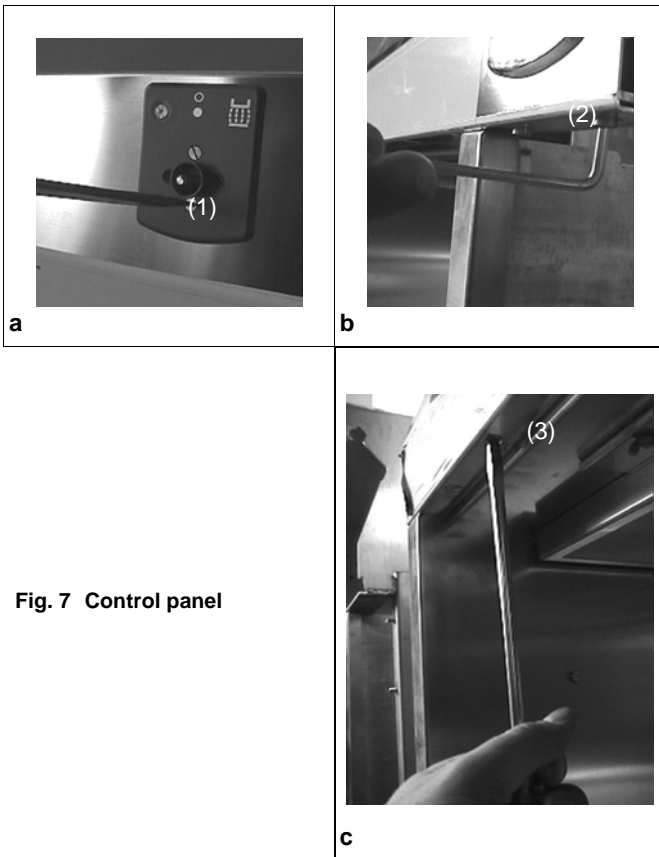 (1)
(2)
a
b
(3)
Fig. 7 Control panel
c